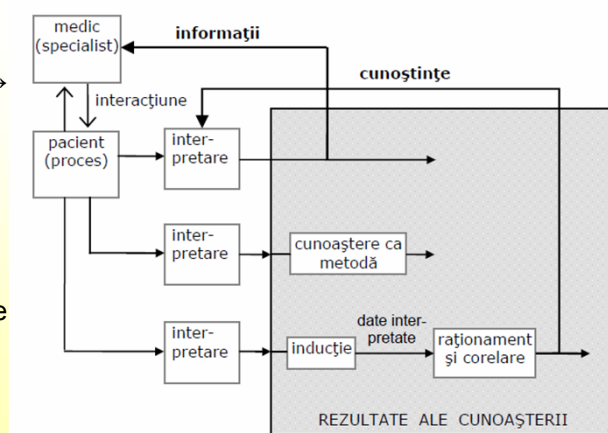 medic
(specialist)
informaţii
cunoştinţe
interacţiune
pacient
(proces)
inter-
pretare
inter-
pretare
cunoaştere ca
metodă
e
inter-
pretare
inducţie
date inter-
pretate
raţionament
şi corelare
REZULTATE ALE CUNOAŞTERII